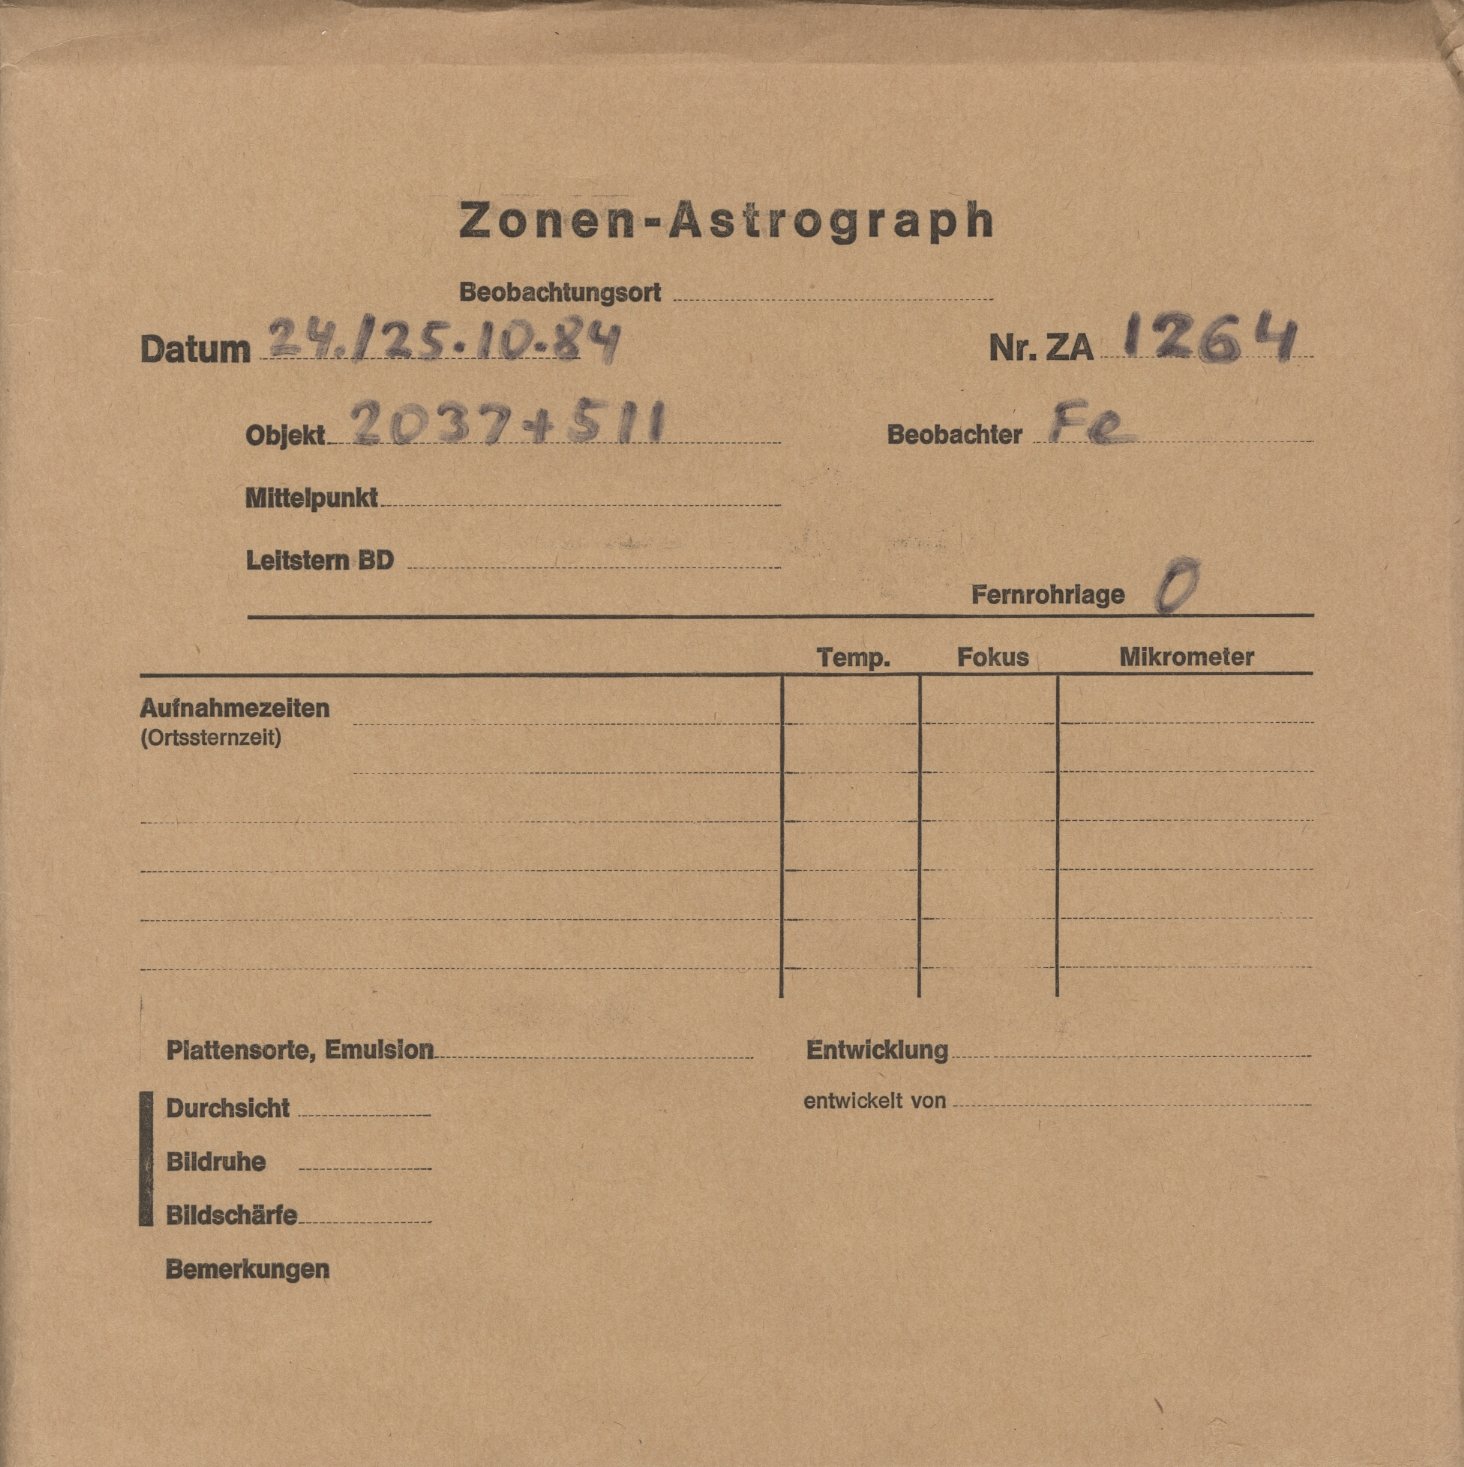 Zonen-Astrograph
Beobachtungsort
Datum 24./25.10.84 Nr. ZA 1264
Objekt 2037+511 Beobachter Fe
Mittelpunkt
Leitstern BD
Fernrohrlage O
Temp. Fokus Mikrometer
Aufnahmezeiten
(Ortssternzeit)
Plattensorte, Emulsion Entwicklung
Durchsicht entwickelt von
Bildruhe
Bildschärfe
Bemerkungen